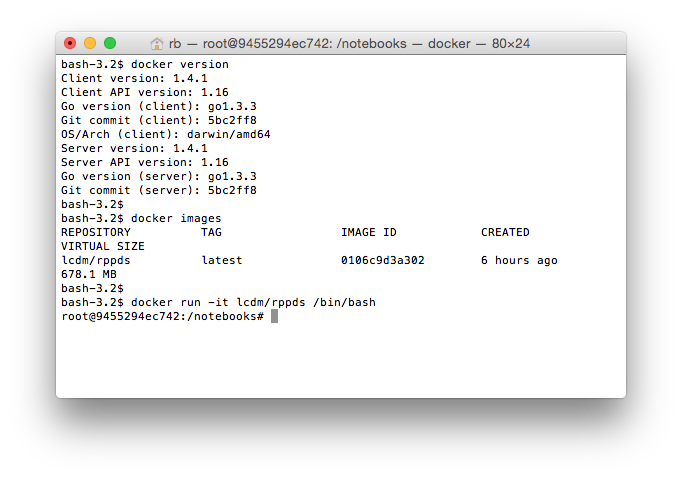 rb — root@9455294ec742: /notebooks — docker — 80×24
bash-3.2$ docker version
Client version: 1.4.1
Client API version: 1.16
Go version (client): go1.3.3
Git commit (client): 5bc2ff8
OS/Arch (client): darwin/amd64
Server version: 1.4.1
Server API version: 1.16
Go version (server): go1.3.3
Git commit (server): 5bc2ff8
bash-3.2$
bash-3.2$ docker images
REPOSITORY          TAG                 IMAGE ID            CREATED
VIRTUAL SIZE
lcdm/rppds          latest              0106c9d3a302        6 hours ago
678.1 MB
bash-3.2$
bash-3.2$ docker run -it lcdm/rppds /bin/bash
root@9455294ec742:/notebooks#